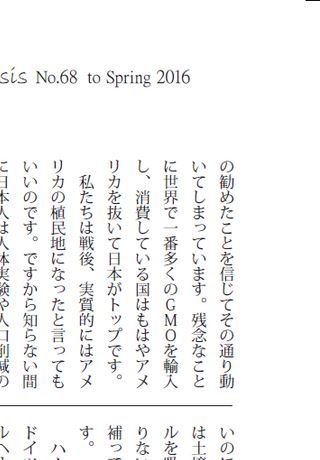 sis No.68 to Spring 2016
の勧めたことを信じてその通り動
いてしまっています。残念なこと
に世界で一番多くのGMOを輸入
し、消費している国はもはやアメ
リカを抜いて日本がトップです。
私たちは戦後、実質的にはアメ
リカの植民地になったと言っても
いいのです。ですから知らない間
に日本人は人体実験や人口削減の
いの
は土壌
ルを
りな
補って
す。
ハ
ドイツ
ルへ